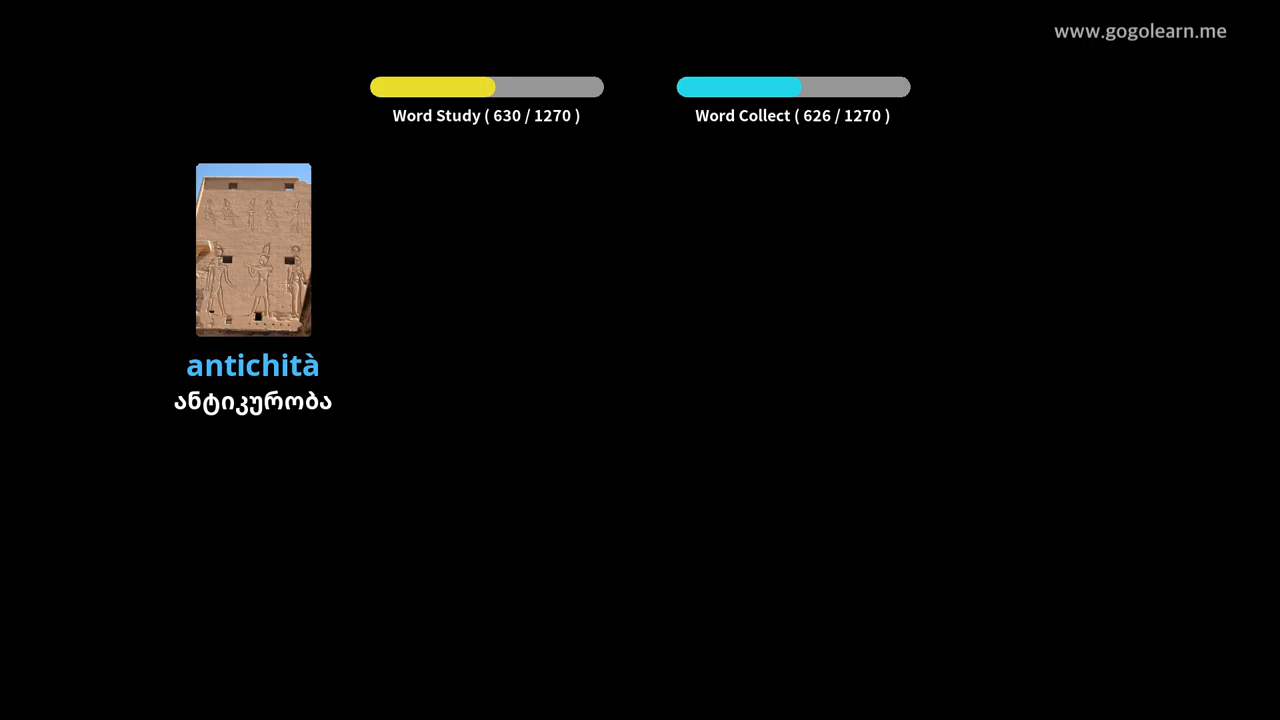 www.gogolearn.me
Word Study ( 630 / 1270 )
Word Collect ( 626 / 1270 )
antichità
ანტიკურობა